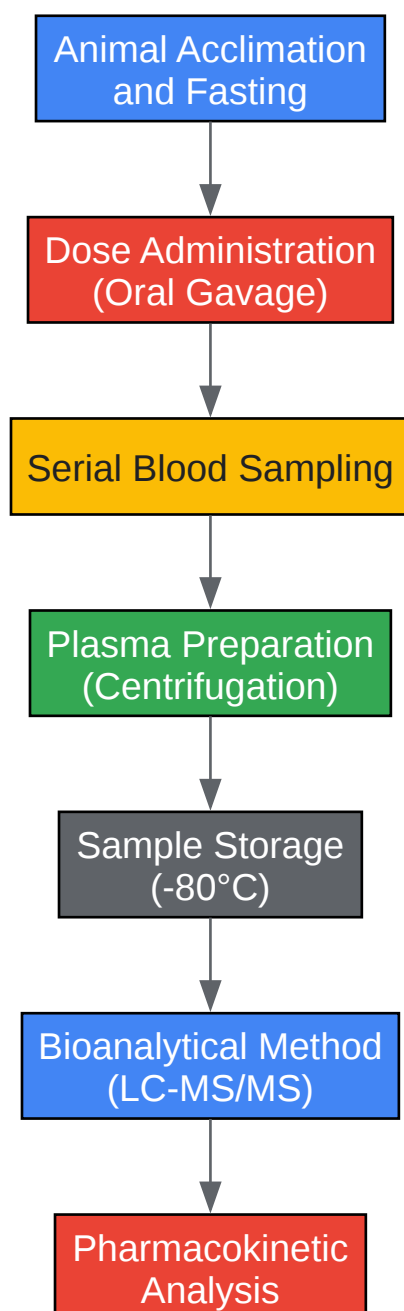 Animal Acclimation
and Fasting
Dose Administration
(Oral Gavage)
Serial Blood Sampling
Plasma Preparation
(Centrifugation)
Sample Storage
(-80°C)
Bioanalytical Method
(LC-MS/MS)
Pharmacokinetic
Analysis